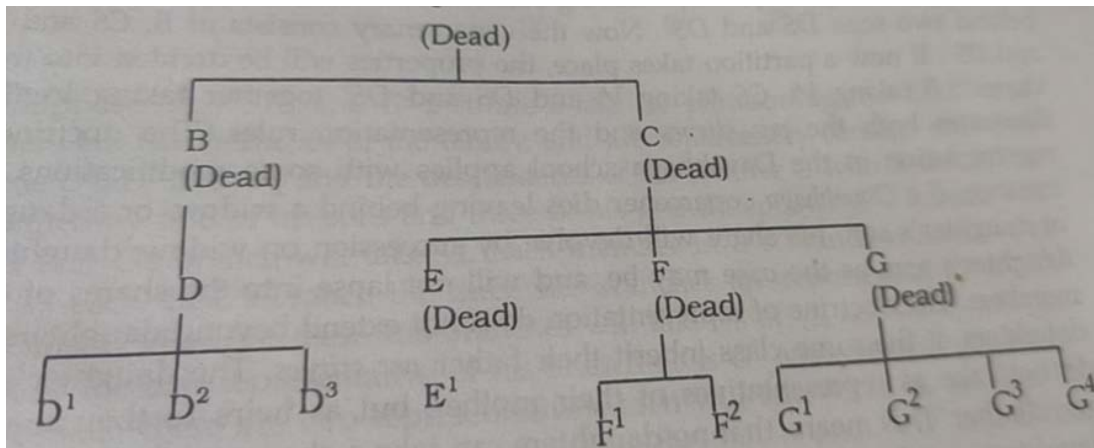 (Dead)
B C
(Dead) (Dead)
D E F G
(Dead) (Dead) (Dead)
D¹ D² D³ E¹ F¹ F² G¹ G² G³ G⁴